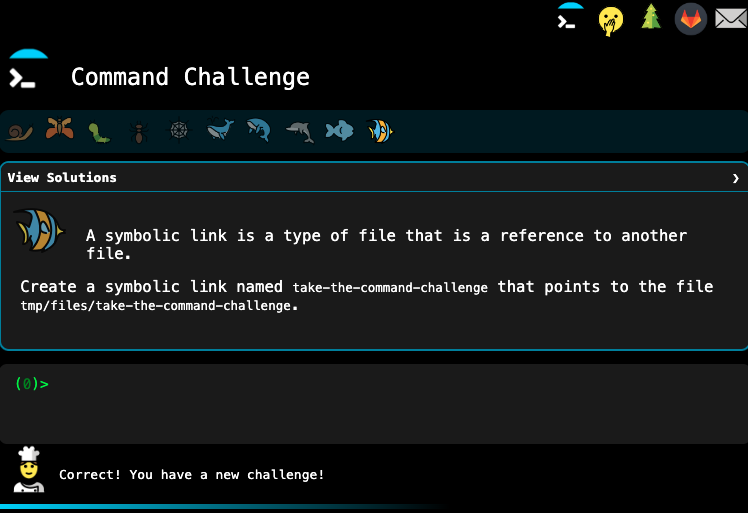 Command Challenge
View Solutions
A symbolic link is a type of file that is a reference to another
file.
Create a symbolic link named take-the-command-challenge that points to the file
tmp/files/take-the-command-challenge.
(0)>
Correct! You have a new challenge!